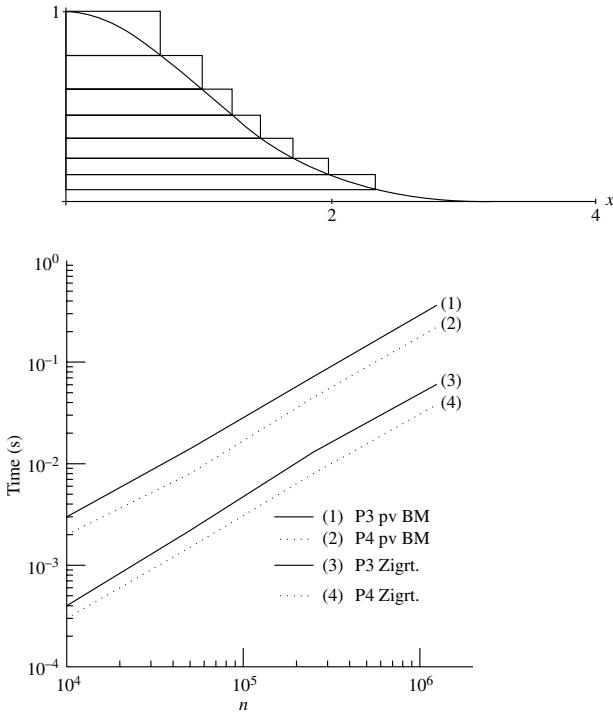 1
2
4
x
10^0
(1)
(2)
10^-1
(3)
(4)
10^-2
Time (s)
(1) P3 pv BM
(2) P4 pv BM
(3) P3 Zigrt.
(4) P4 Zigrt.
10^-3
10^-4
10^4
10^5
10^6
n